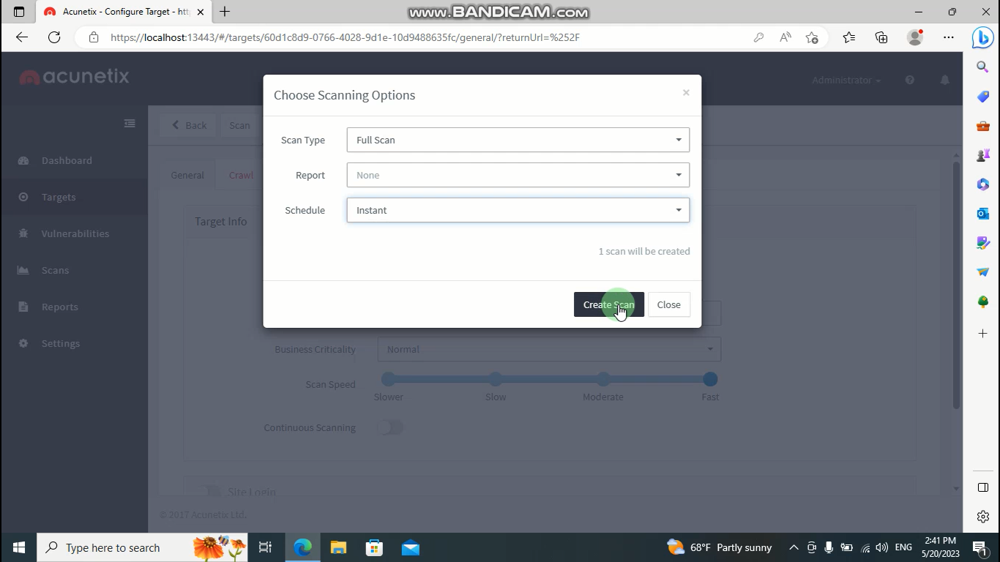 Acunetix - Configure Target - htt
www.BANDICAM.com
https://localhost:13443/#/targets/60d1c8d9-0766-4028-9d1e-10d9488635fc/general/?returnUrl=%252F
acunetix
Administrator
Choose Scanning Options
Back
Scan
Scan Type
Full Scan
Dashboard
General
Crawl
Report
None
Targets
Schedule
Instant
Target Info
Vulnerabilities
1 scan will be created
Scans
Create Scan
Close
Reports
Settings
Business Criticality
Normal
Scan Speed
Slower
Slow
Moderate
Fast
Continuous Scanning
Site Login
© 2017 Acunetix Ltd.
Type here to search
68°F Partly sunny
ENG
2:41 PM
5/20/2023
1